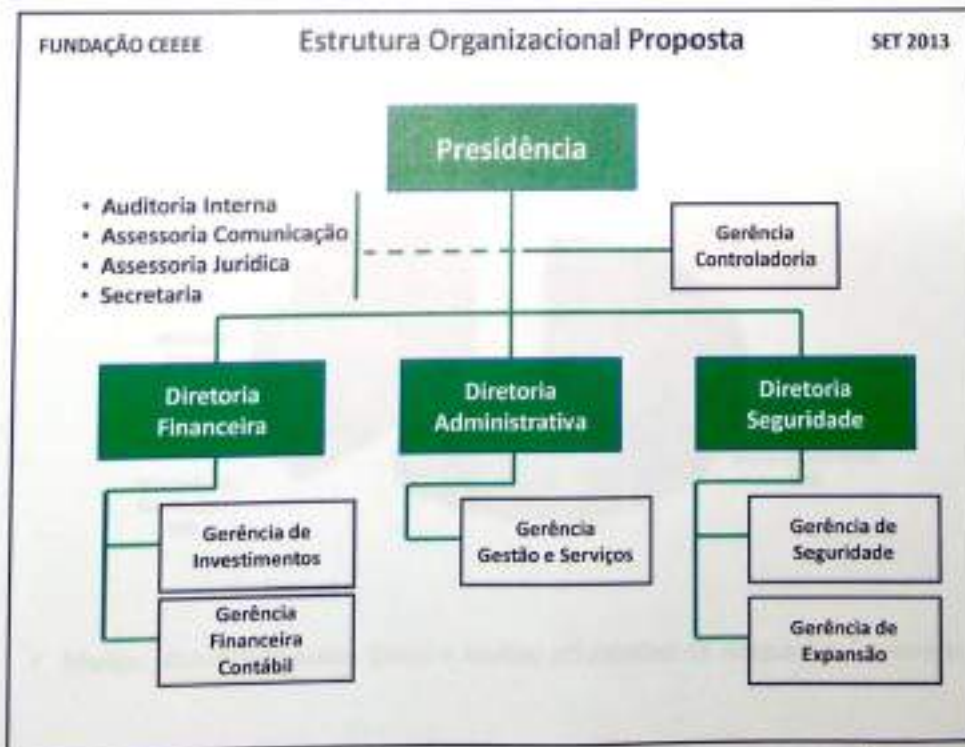 FUNDAÇÃO CEEEE
Estrutura Organizacional Proposta
SET 2013
Presidência
• Auditoria Interna
• Assessoria Comunicação
• Assessoria Jurídica
• Secretaria
Gerência
Controladoria
Diretoria
Financeira
Diretoria
Administrativa
Diretoria
Seguridade
Gerência de
Investimentos
Gerência
Financeira
Contábil
Gerência
Gestão e Serviços
Gerência de
Seguridade
Gerência de
Expansão